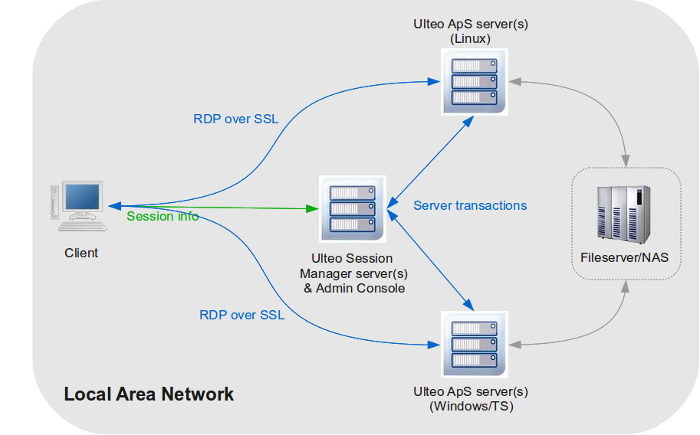 Ulteo ApS server(s)
(Linux)
RDP over SSL
Session info
Server transactions
Client
Ulteo Session
Manager server(s)
& Admin Console
Fileserver/NAS
RDP over SSL
Ulteo ApS server(s)
(Windows/TS)
Local Area Network